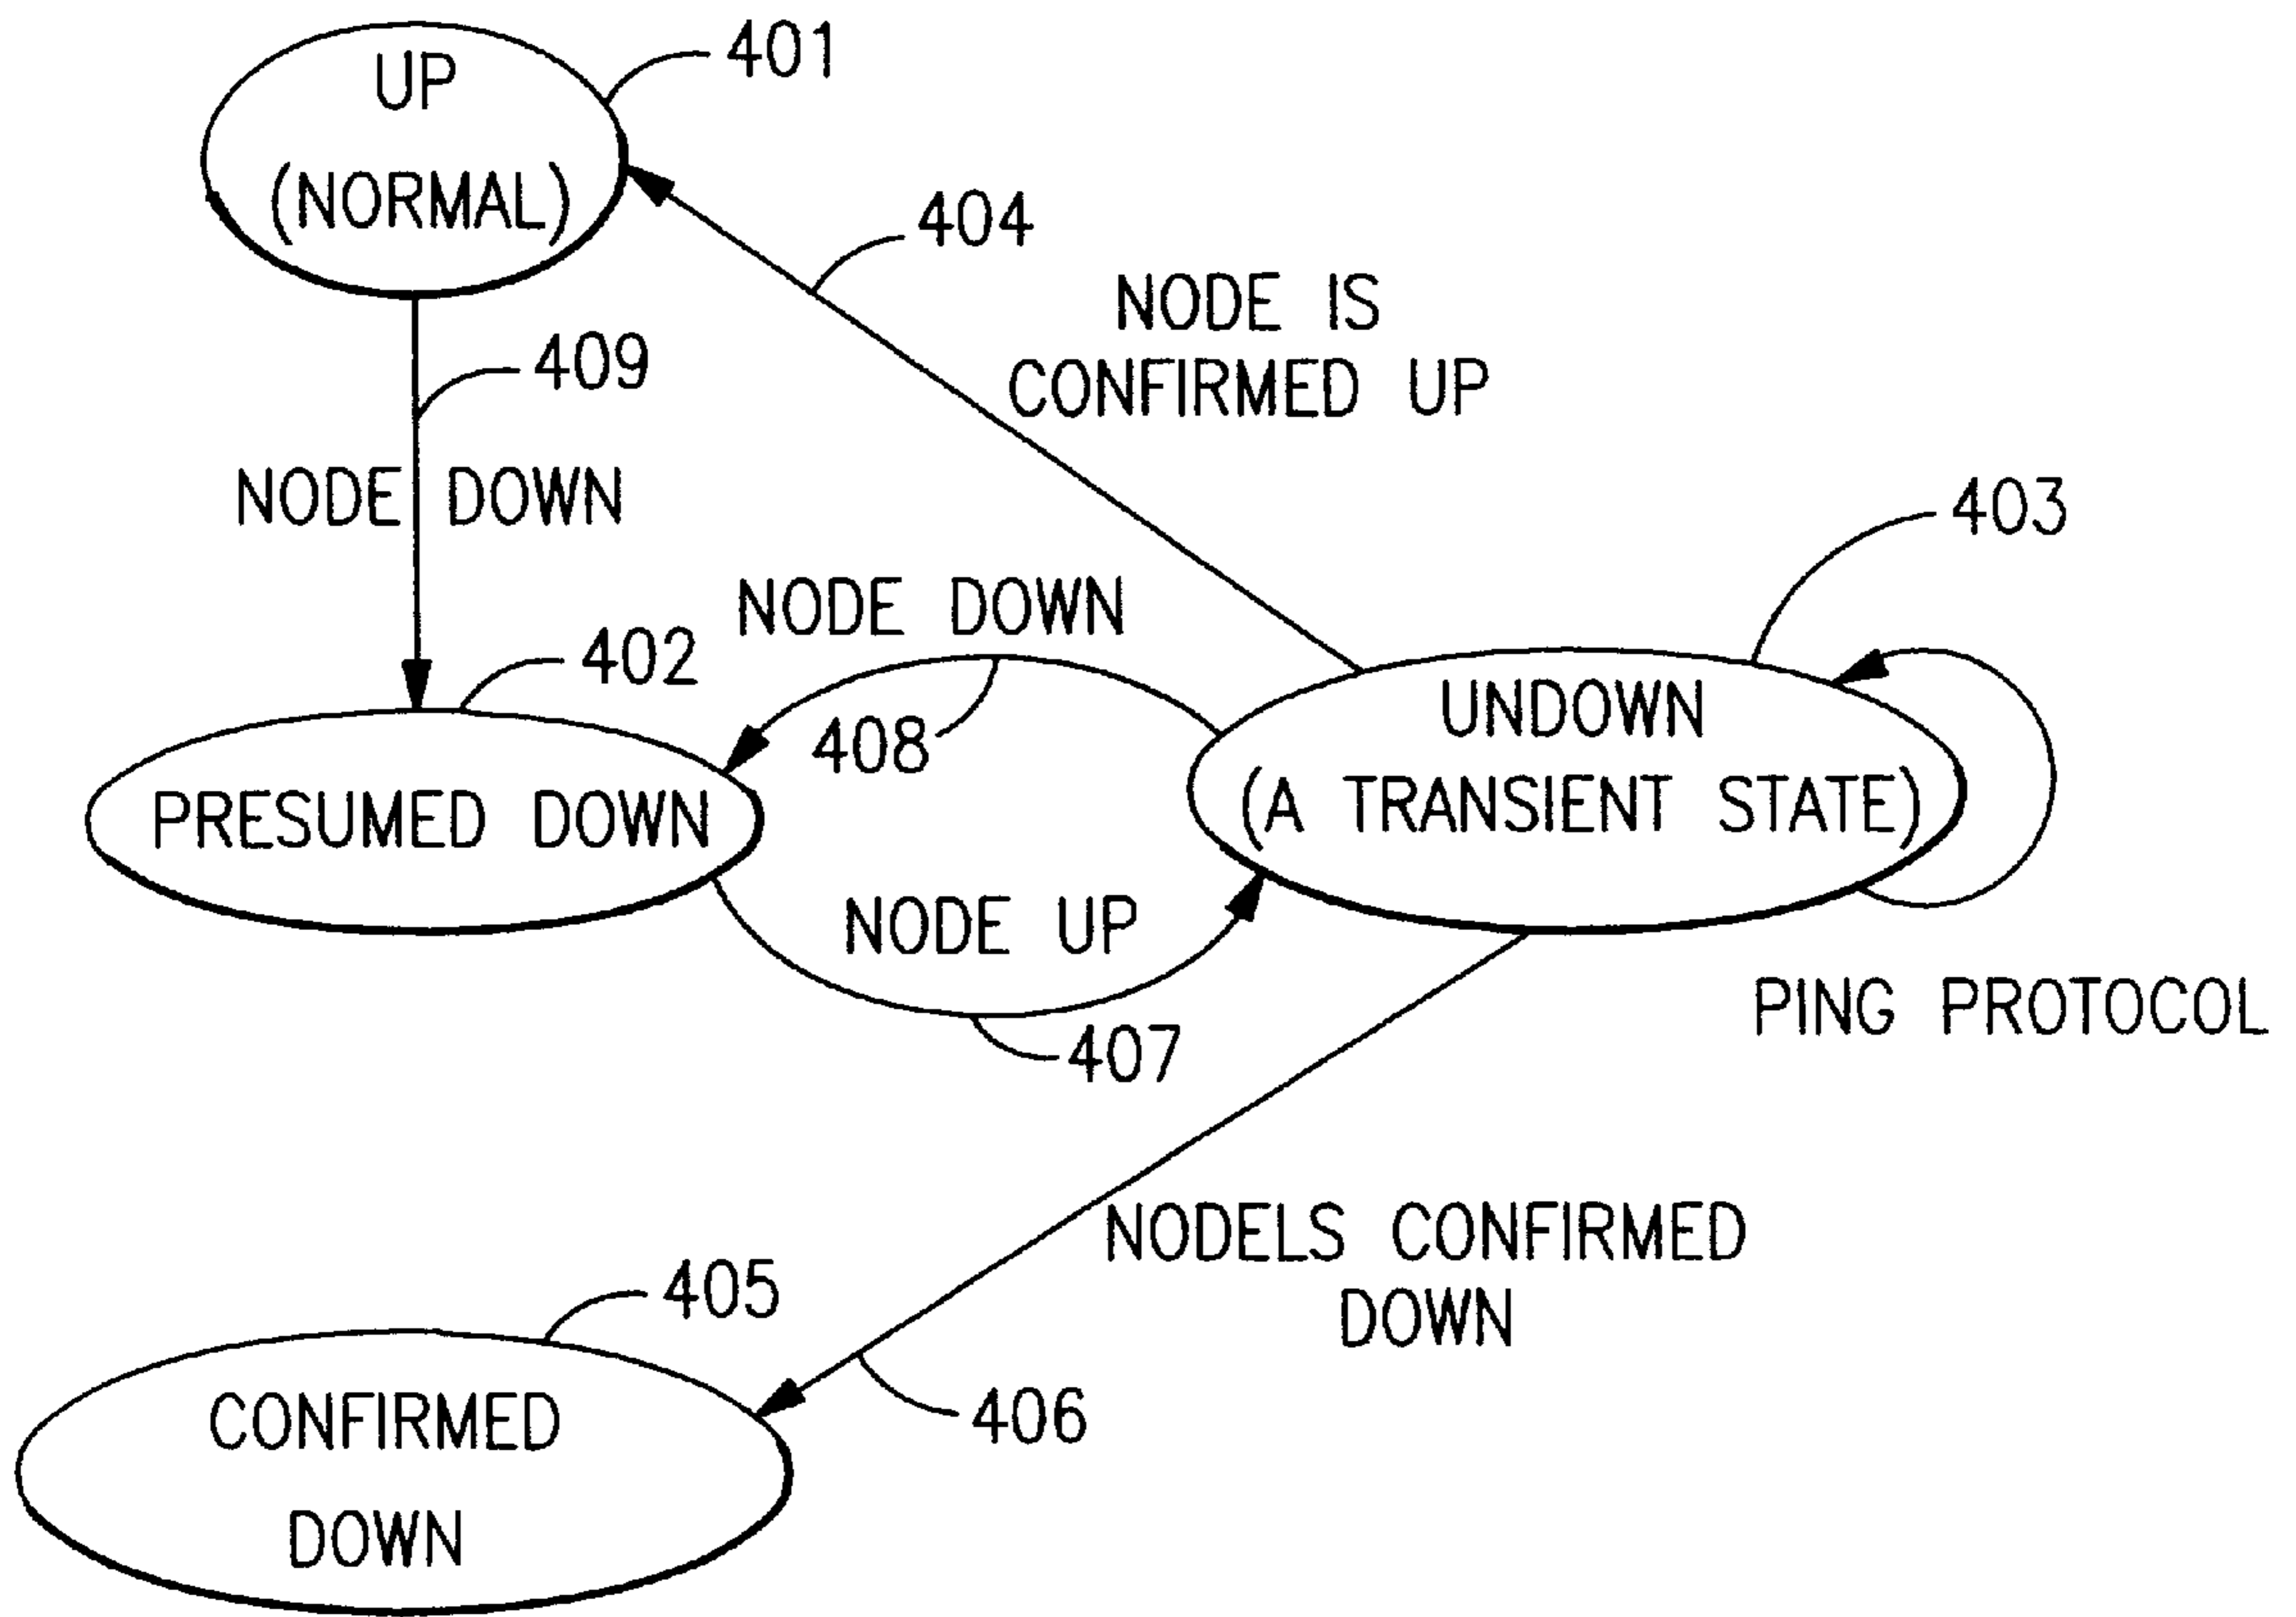 401
UP
(NORMAL)
404
NODE IS
CONFIRMED UP
409
NODE DOWN
403
NODE DOWN
402
408
UNDOWN
(A TRANSIENT STATE)
PRESUMED DOWN
NODE UP
407
PING PROTOCOL
NODELS CONFIRMED
DOWN
405
406
CONFIRMED
DOWN